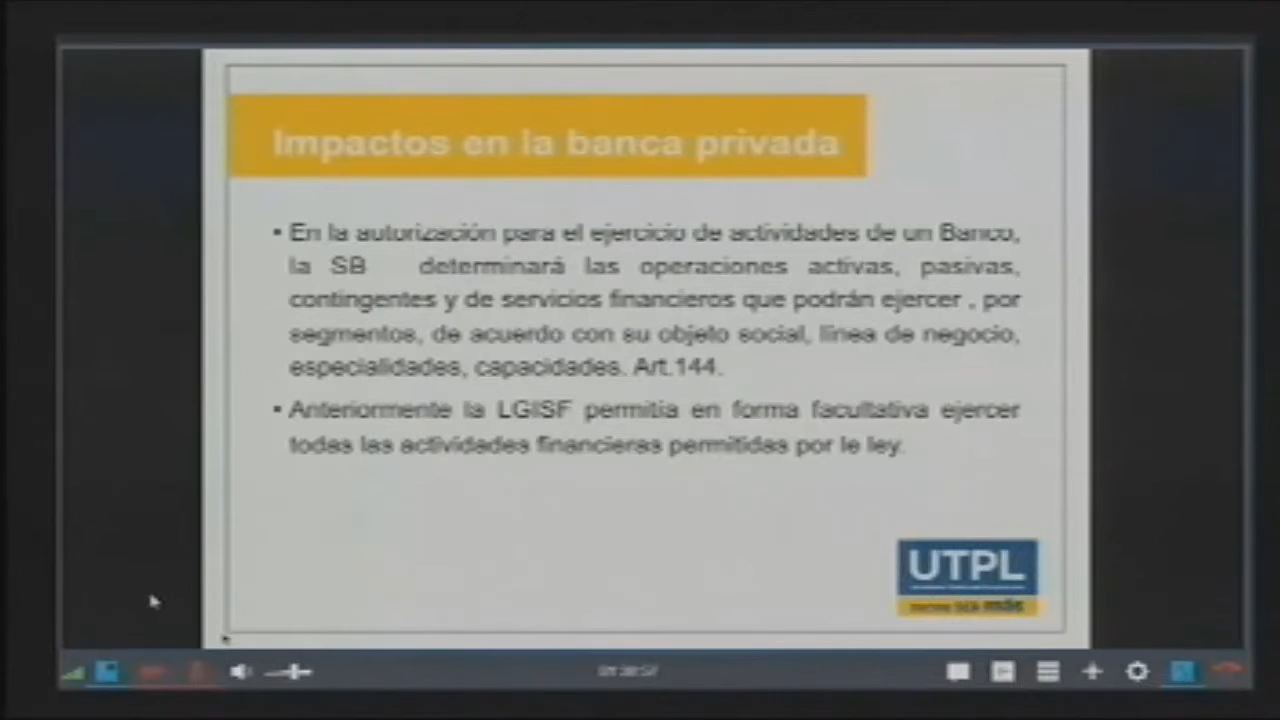 Impactos en la banca privada
▪ En la autorización para el ejercicio de actividades de un Banco,
la SB determinará las operaciones activas, pasivas,
contingentes y de servicios financieros que podrán ejercer , por
segmentos, de acuerdo con su objeto social, línea de negocio,
especialidades, capacidades. Art.144.
▪ Anteriormente la LGISF permitía en forma facultativa ejercer
todas las actividades financieras permitidas por le ley.
UTPL
más